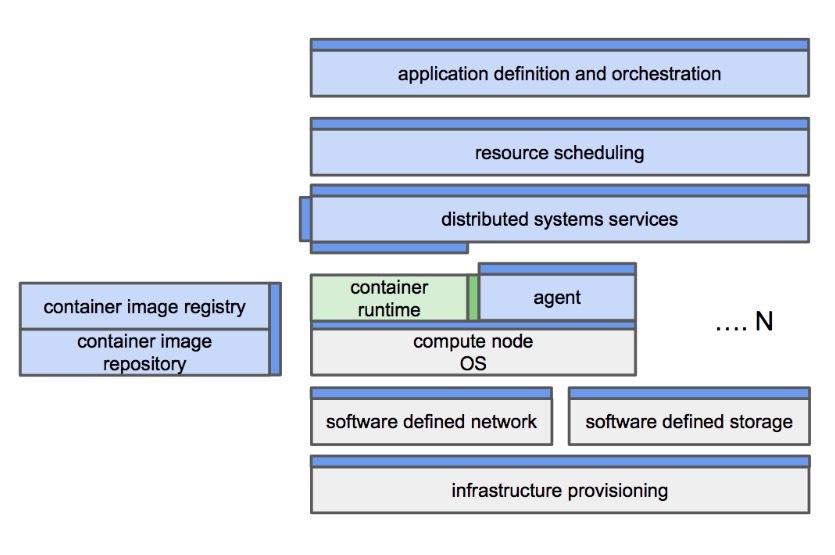 application definition and orchestration
resource scheduling
distributed systems services
container image registry
container image
repository
container
runtime
agent
.... N
compute node
OS
software defined network
software defined storage
infrastructure provisioning